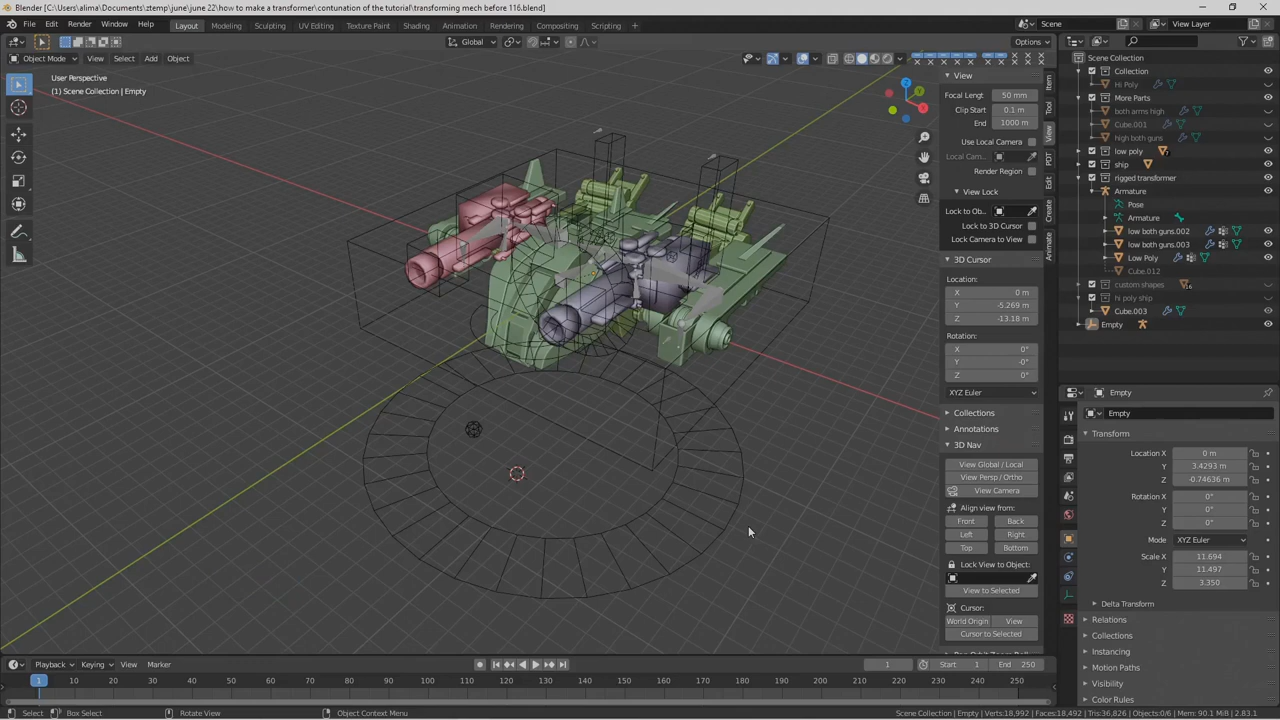 Blender [C:\Users\alima\Documents\ztemp\june\june 22\how to make a transformer\contunation of the tutorial\transforming mech before 116.blend]
File Edit Render Window Help Layout Modeling Sculpting UV Editing Texture Paint Shading Animation Rendering Compositing Scripting + Scene View Layer
Global Options
Object Mode View Select Add Object
User Perspective
(1) Scene Collection | Empty
View
Focal Lengt 50 mm
Clip Start 0.1 m
End 1000 m
Use Local Camera
Local Cam...
Render Region
View Lock
Lock to Ob...
Lock to 3D Cursor
Lock Camera to View
3D Cursor
Location:
X 0 m
Y -5.269 m
Z -13.18 m
Rotation:
X 0°
Y -0°
Z 0°
XYZ Euler
Collections
Annotations
3D Nav
View Global / Local
View Persp / Ortho
View Camera
Align view from:
Front Back
Left Right
Top Bottom
Lock View to Object:
View to Selected
Cursor:
World Origin View
Cursor to Selected
Item
Tool
View
PDT
Edit
Create
Animate
X
Y
Z
Scene Collection
Collection
Hi Poly
More Parts
both arms high
Cube.001
high both guns
low poly
ship
rigged transformer
Armature
Pose
Armature
low both guns.002
low both guns.003
Low Poly
Cube.012
custom shapes 16
hi poly ship
Cube.003
Empty
Empty
Empty
Transform
Location X 0 m
Y 3.4293 m
Z -0.74636 m
Rotation X 0°
Y 0°
Z 0°
Mode XYZ Euler
Scale X 11.694
Y 11.497
Z 3.350
Delta Transform
Relations
Collections
Instancing
Motion Paths
Visibility
Color Rules
Playback Keying View Marker 1 Start 1 End 250
1 10 20 30 40 50 60 70 80 90 100 110 120 130 140 150 160 170 180 190 200 210 220 230 240 250
Select Box Select Rotate View Object Context Menu Scene Collection | Empty | Verts:18,992 | Faces:18,492 | Tris:36,826 | Objects:0/6 | Mem: 90.1 MiB | 2.83.1